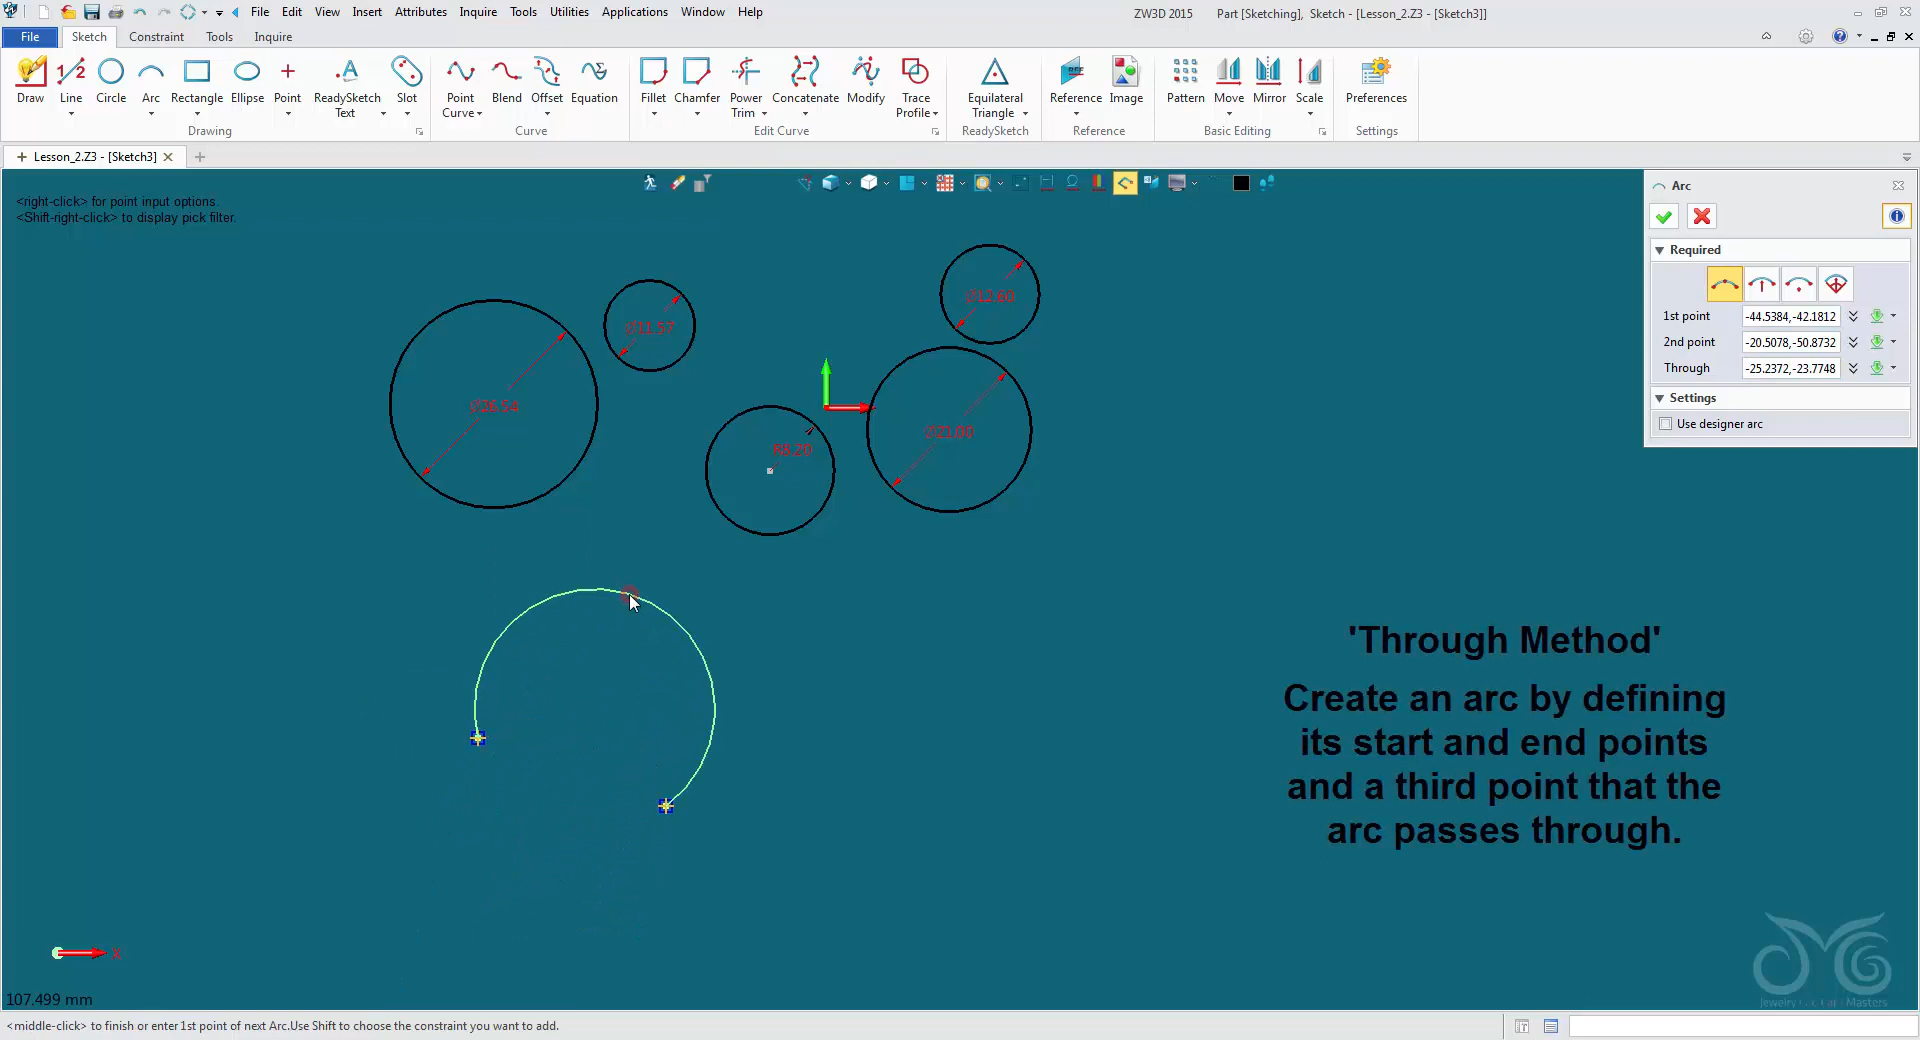 File Edit View Insert Attributes Inquire Tools Utilities Applications Window Help
ZW3D 2015 Part [Sketching], Sketch - [Lesson_2.Z3 - [Sketch3]]
File Sketch Constraint Tools Inquire
Draw Line Circle Arc Rectangle Ellipse Point ReadySketch Text Slot
Point Curve Blend Offset Equation
Fillet Chamfer Power Trim Concatenate Modify Trace Profile
Equilateral Triangle Reference Image Pattern Move Mirror Scale Preferences
Drawing Curve Edit Curve ReadySketch Reference Basic Editing Settings
Lesson_2.Z3 - [Sketch3]
<right-click> for point input options.
<Shift-right-click> to display pick filter.
Arc
Required
1st point -44.5384,-42.1812
2nd point -20.5078,-50.8732
Through -25.2372,-23.7748
Settings
Use designer arc
Ø12.60
Ø11.57
Ø26.54
Ø21.00
R8.20
'Through Method'
Create an arc by defining
its start and end points
and a third point that the
arc passes through.
X
107.499 mm
<middle-click> to finish or enter 1st point of next Arc.Use Shift to choose the constraint you want to add.